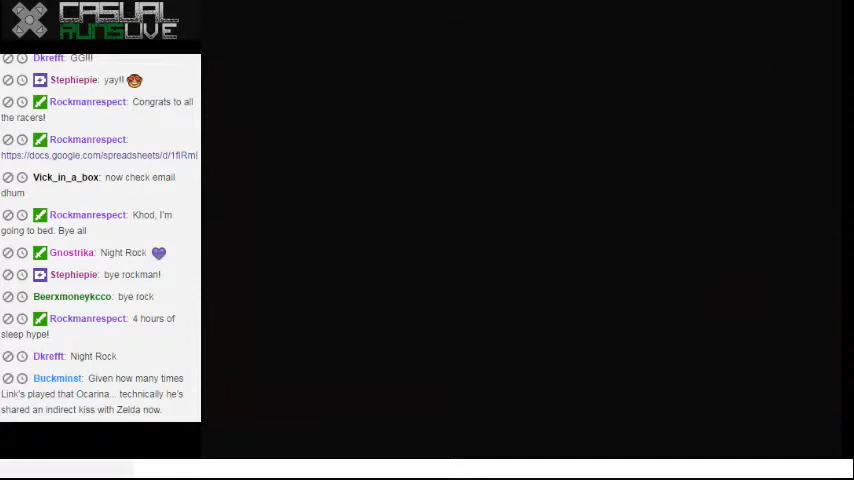 CASUAL
RUNSLIVE
Dkrefft: GG!!!
Stephiepie: yay!!
Rockmanrespect: Congrats to all
the racers!
Rockmanrespect:
https://docs.google.com/spreadsheets/d/1flRm
Vick_in_a_box: now check email
dhum
Rockmanrespect: Khod, I'm
going to bed. Bye all
Gnostrika: Night Rock
Stephiepie: bye rockman!
Beerxmoneykcco: bye rock
Rockmanrespect: 4 hours of
sleep hype!
Dkrefft: Night Rock
Buckminst: Given how many times
Link's played that Ocarina... technically he's
shared an indirect kiss with Zelda now.